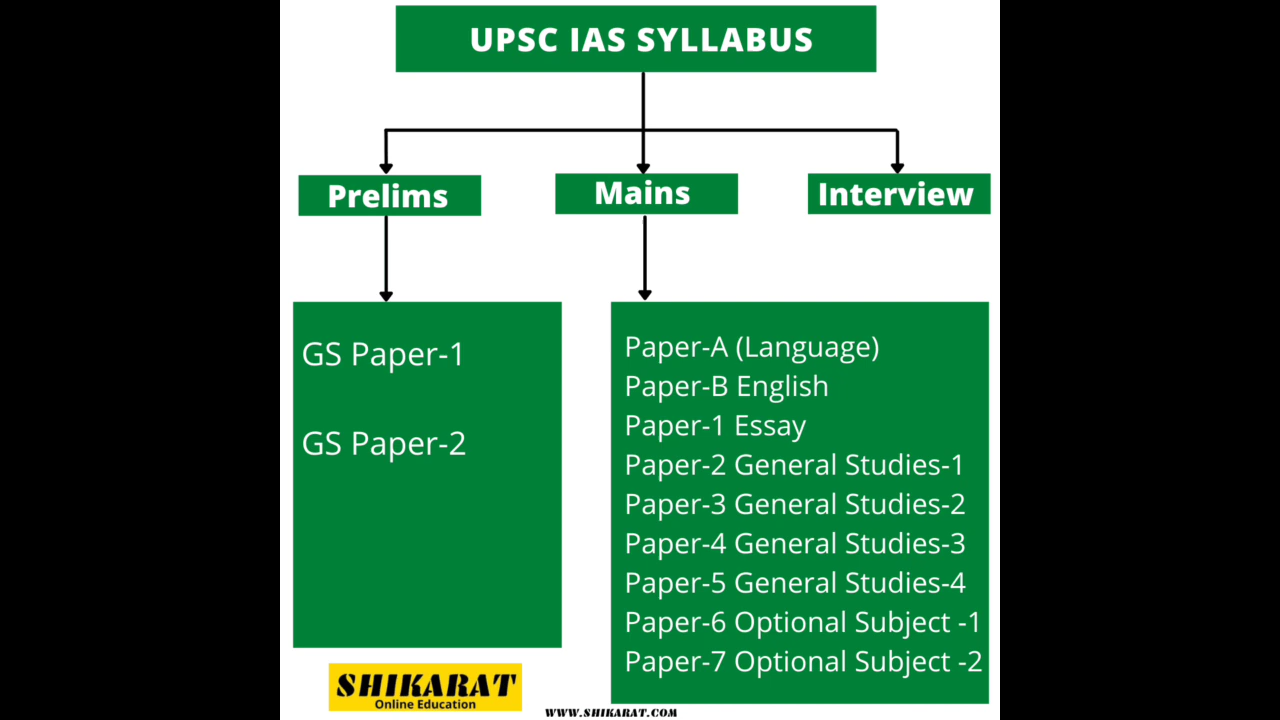 UPSC IAS SYLLABUS
Prelims
Mains
Interview
GS Paper-1
GS Paper-2
Paper-A (Language)
Paper-B English
Paper-1 Essay
Paper-2 General Studies-1
Paper-3 General Studies-2
Paper-4 General Studies-3
Paper-5 General Studies-4
Paper-6 Optional Subject -1
Paper-7 Optional Subject -2
SHIKARAT
Online Education
WWW.SHIKARAT.COM